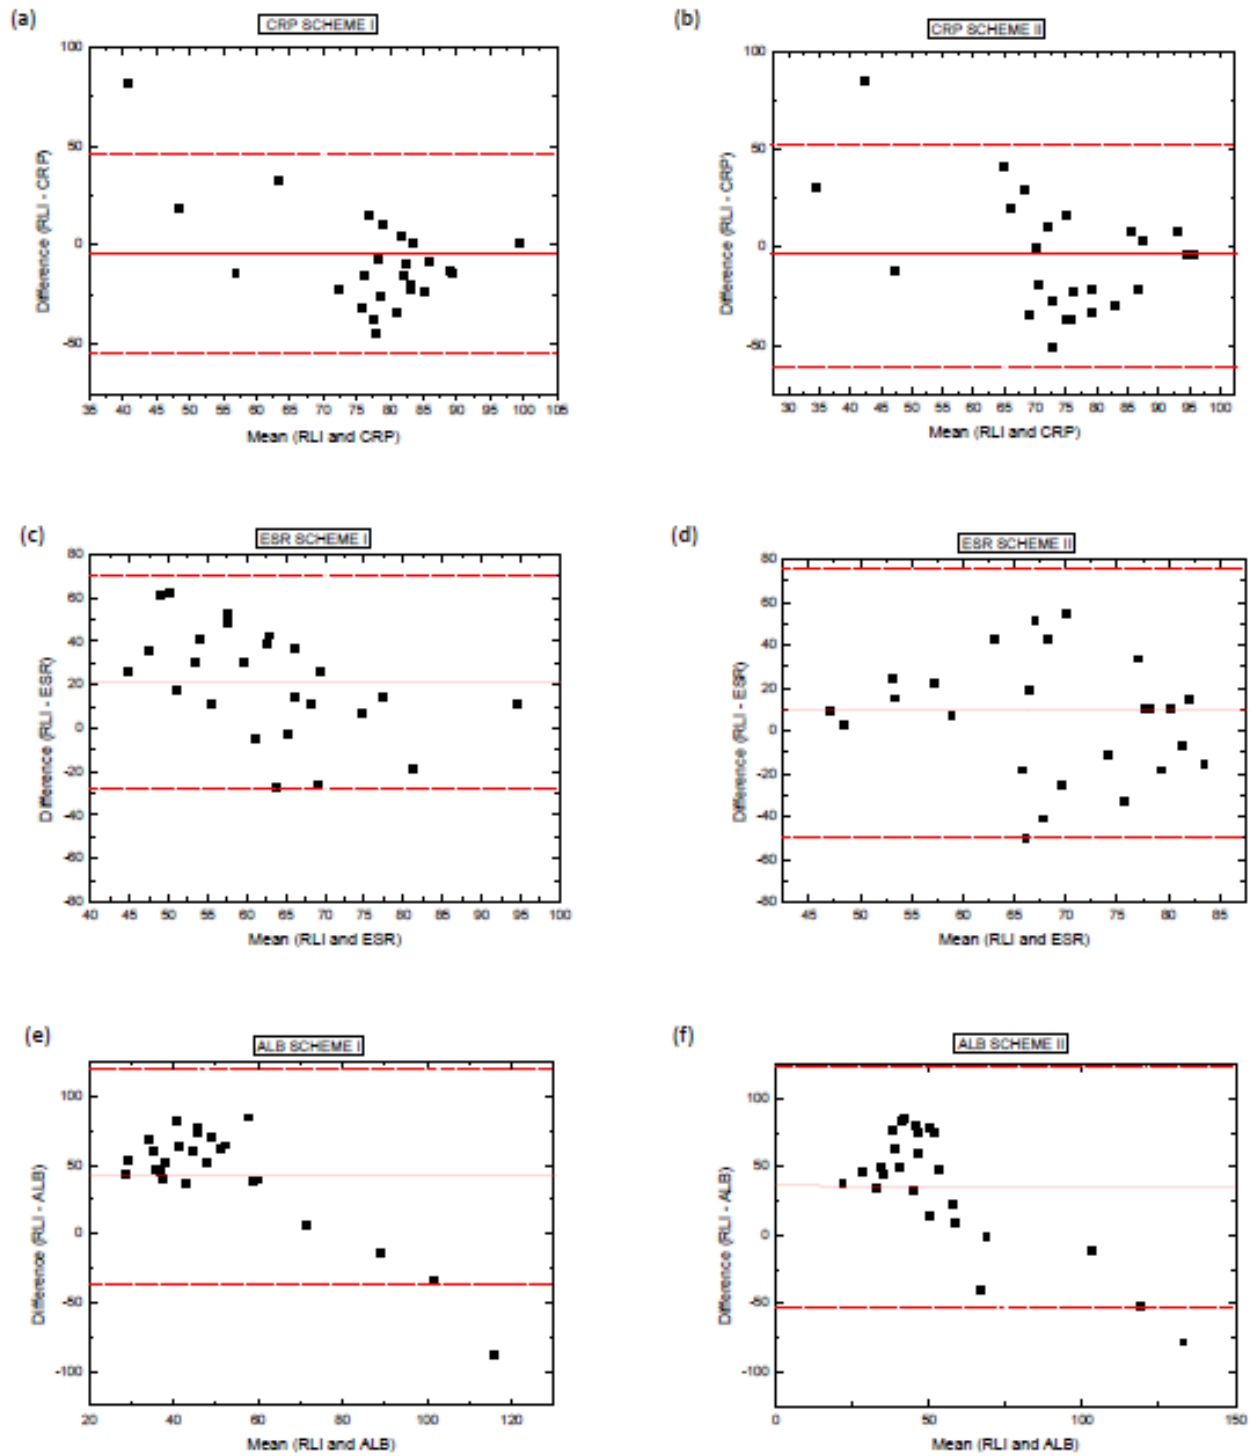 (a)
CRP SCHEME I
100
50
0
-50
35 40 45 50 55 60 65 70 75 80 85 90 95 100 105
Difference (RLI - CRP)
Mean (RLI and CRP)
(b)
CRP SCHEME II
100
50
0
-50
30 35 40 45 50 55 60 65 70 75 80 85 90 95 100
Difference (RLI - CRP)
Mean (RLI and CRP)
(c)
ESR SCHEME I
80
60
40
20
0
-20
-40
-60
-80
40 45 50 55 60 65 70 75 80 85 90 95 100
Difference (RLI - ESR)
Mean (RLI and ESR)
(d)
ESR SCHEME II
80
60
40
20
0
-20
-40
-60
-80
45 50 55 60 65 70 75 80 85
Difference (RLI - ESR)
Mean (RLI and ESR)
(e)
ALB SCHEME I
100
50
0
-50
-100
20 40 60 80 100 120
Difference (RLI - ALB)
Mean (RLI and ALB)
(f)
ALB SCHEME II
100
50
0
-50
-100
0 50 100 150
Difference (RLI - ALB)
Mean (RLI and ALB)